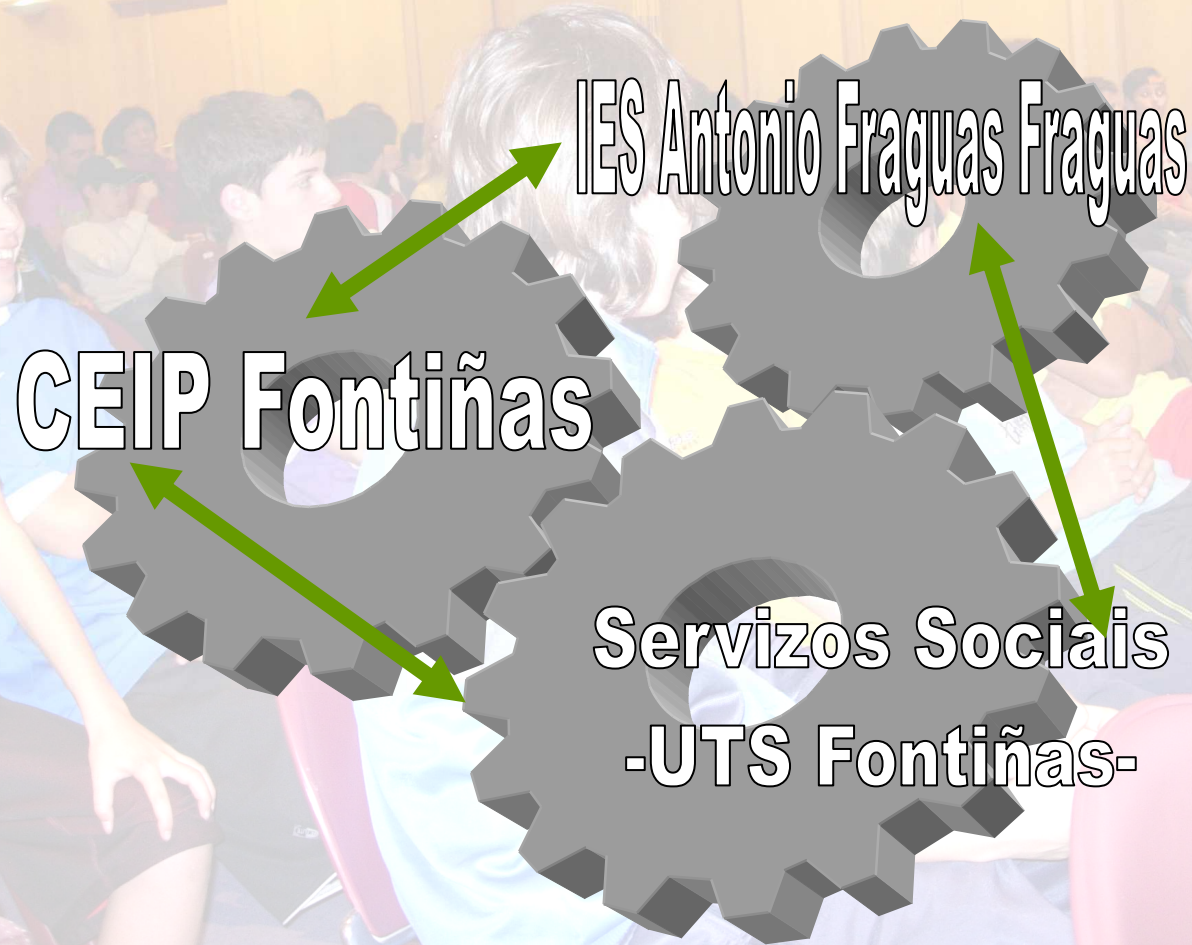 IES Antonio Fraguas Fraguas
CEIP Fontiñas
Servizos Sociais
-UTS Fontiñas-